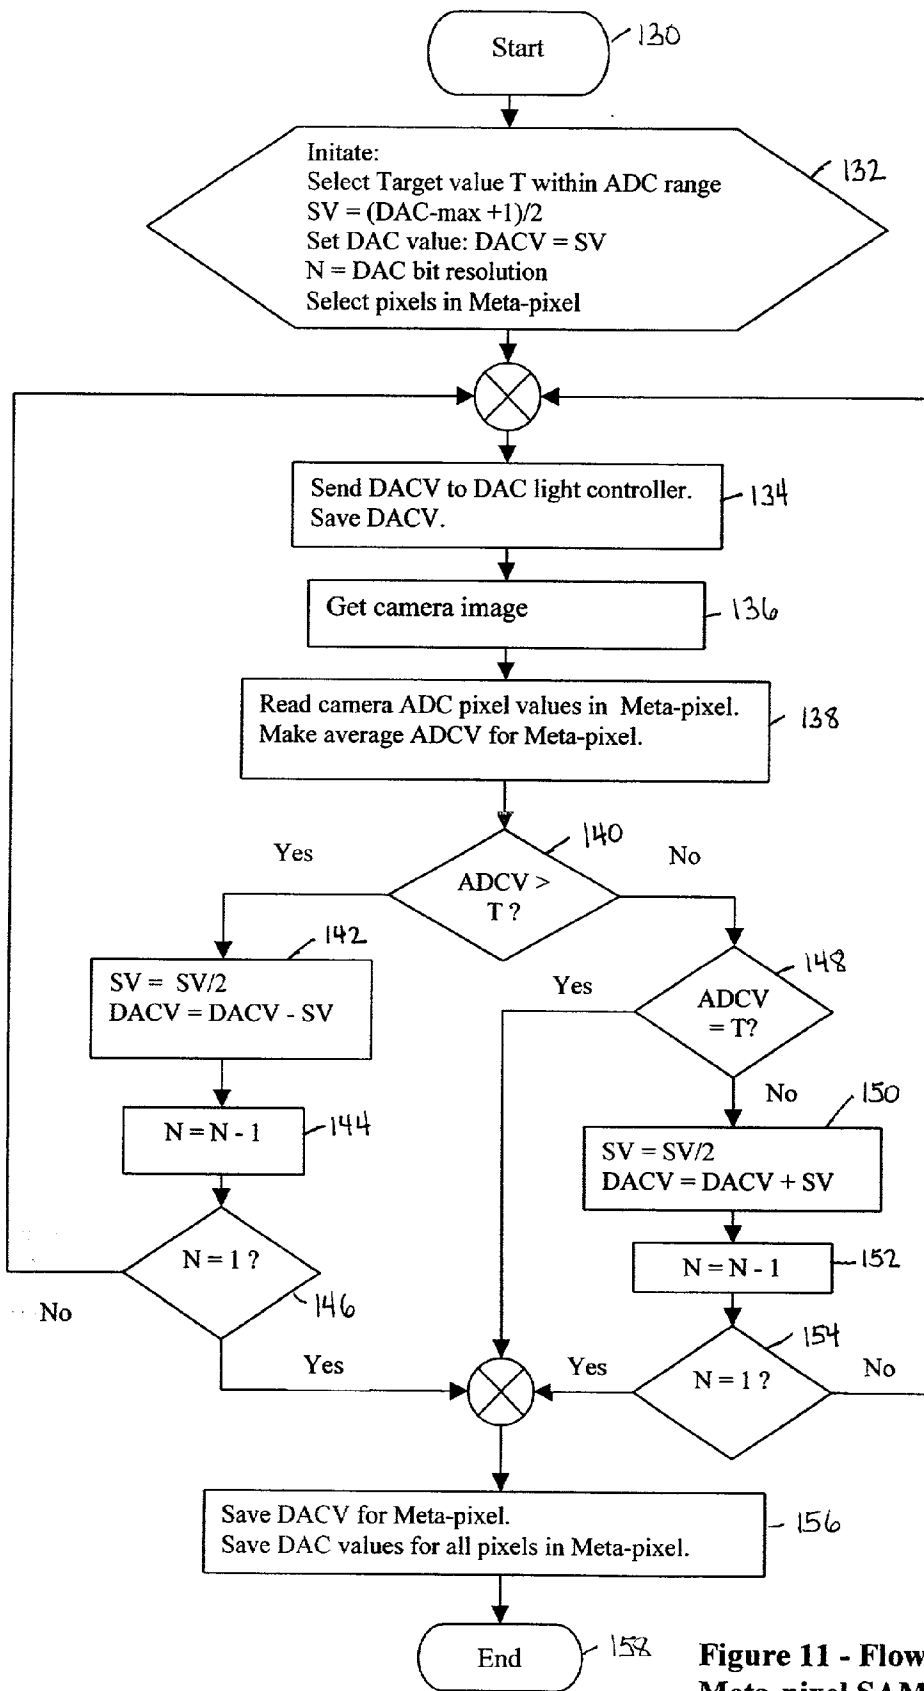 Start
130
Initate:
Select Target value T within ADC range
SV = (DAC-max +1)/2
Set DAC value: DACV = SV
N = DAC bit resolution
Select pixels in Meta-pixel
132
Send DACV to DAC light controller.
Save DACV.
134
Get camera image
136
Read camera ADC pixel values in Meta-pixel.
Make average ADCV for Meta-pixel.
138
140
Yes
No
ADCV >
T ?
142
SV = SV/2
DACV = DACV - SV
148
Yes
ADCV
= T?
No
N = N - 1
144
150
SV = SV/2
DACV = DACV + SV
N = 1 ?
146
No
Yes
N = N - 1
152
154
Yes
N = 1 ?
No
Save DACV for Meta-pixel.
Save DAC values for all pixels in Meta-pixel.
156
End
158
Figure 11 - Flow
Meta-pixel SAM